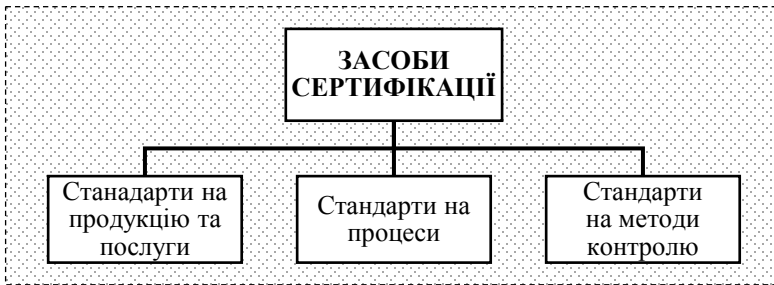 ЗАСОБИ
СЕРТИФІКАЦІЇ
Станадарти на
продукцію та
послуги
Стандарти на
процеси
Стандарти
на методи
контролю